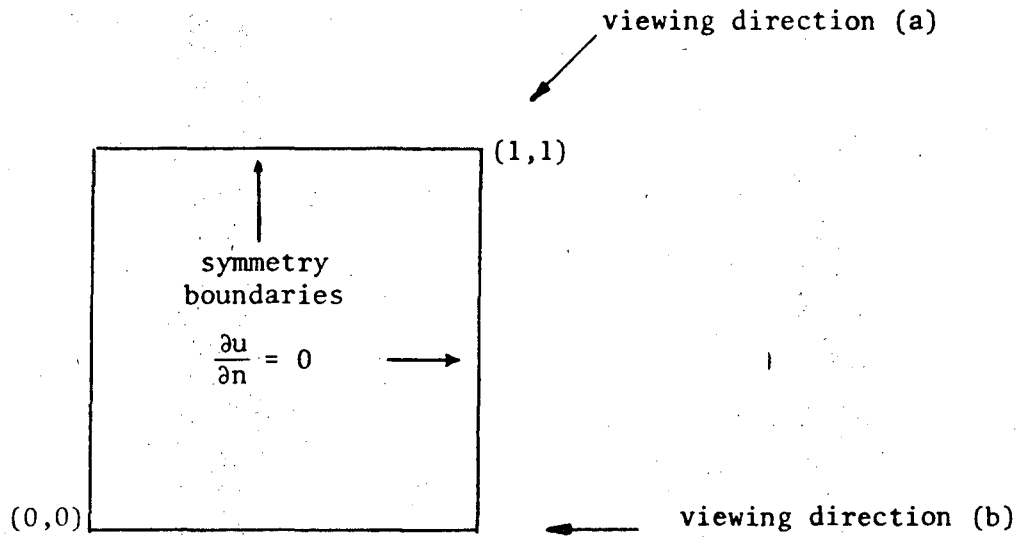 viewing direction (a)
(1,1)
symmetry
boundaries
∂u/∂n = 0
(0,0)
viewing direction (b)